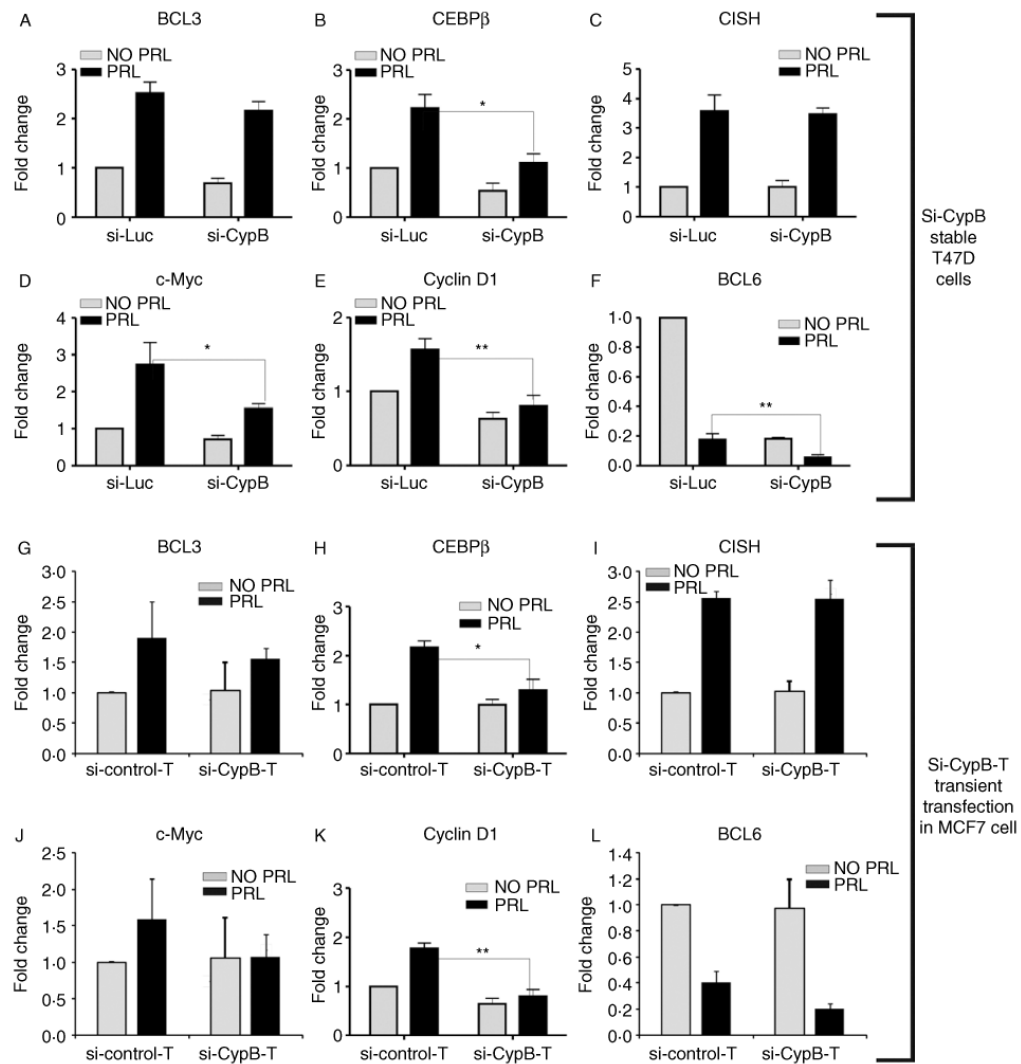 A
BCL3
NO PRL
PRL
Fold change
3
2
1
0
si-Luc
si-CypB
B
CEBPβ
NO PRL
PRL
Fold change
3
2
1
0
*
si-Luc
si-CypB
C
CISH
NO PRL
PRL
Fold change
5
4
3
2
1
0
si-Luc
si-CypB
D
c-Myc
NO PRL
PRL
Fold change
4
3
2
1
0
*
si-Luc
si-CypB
E
Cyclin D1
NO PRL
PRL
Fold change
2
1
0
**
si-Luc
si-CypB
F
BCL6
NO PRL
PRL
Fold change
1·0
0·8
0·6
0·4
0·2
0·0
**
si-Luc
si-CypB
Si-CypB
stable
T47D
cells
G
BCL3
NO PRL
PRL
Fold change
3·0
2·5
2·0
1·5
1·0
0·5
0·0
si-control-T
si-CypB-T
H
CEBPβ
NO PRL
PRL
Fold change
3
2
1
0
*
si-control-T
si-CypB-T
I
CISH
NO PRL
PRL
Fold change
3·0
2·5
2·0
1·5
1·0
0·5
0·0
si-control-T
si-CypB-T
J
c-Myc
NO PRL
PRL
Fold change
2·5
2·0
1·5
1·0
0·5
0·0
si-control-T
si-CypB-T
K
Cyclin D1
NO PRL
PRL
Fold change
3
2
1
0
**
si-control-T
si-CypB-T
L
BCL6
NO PRL
PRL
Fold change
1·4
1·2
1·0
0·8
0·6
0·4
0·2
0·0
si-control-T
si-CypB-T
Si-CypB-T
transient
transfection
in MCF7 cell